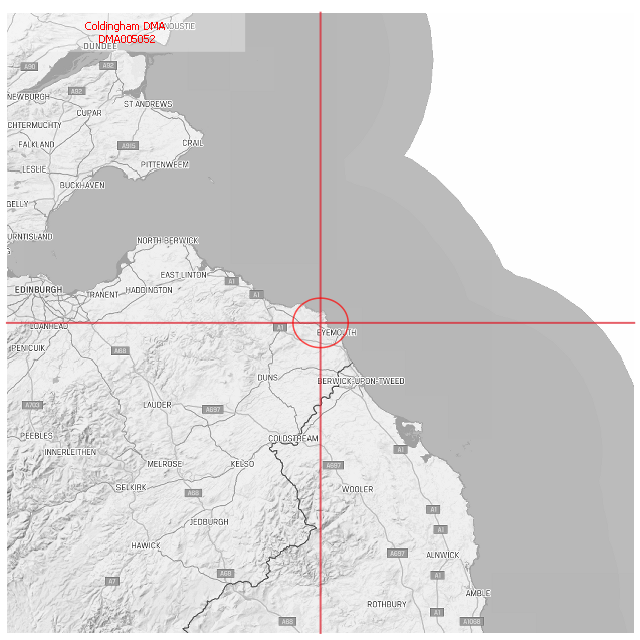 Coldingham DMA
DMA005052
DUNDEE
A90
A92
NEWBURGH
A92
ST ANDREWS
CUPAR
CHTERMUCHTY
FALKLAND
A915
CRAIL
LESLIE
PITTENWEEM
BUCKHAVEN
GELLY
URNTISLAND
NORTH BERWICK
EAST LINTON
A1
EDINBURGH
HADDINGTON
TRANENT
A1
LOANHEAD
A1
EYEMOUTH
PENICUIK
A68
DUNS
BERWICK-UPON-TWEED
A703
LAUDER
A697
PEEBLES
COLDSTREAM
INNERLEITHEN
A1
MELROSE
KELSO
A697
SELKIRK
A68
WOOLER
JEDBURGH
A1
A1
HAWICK
A697
ALNWICK
A68
A1
A7
AMBLE
ROTHBURY
A1
A68
A1068